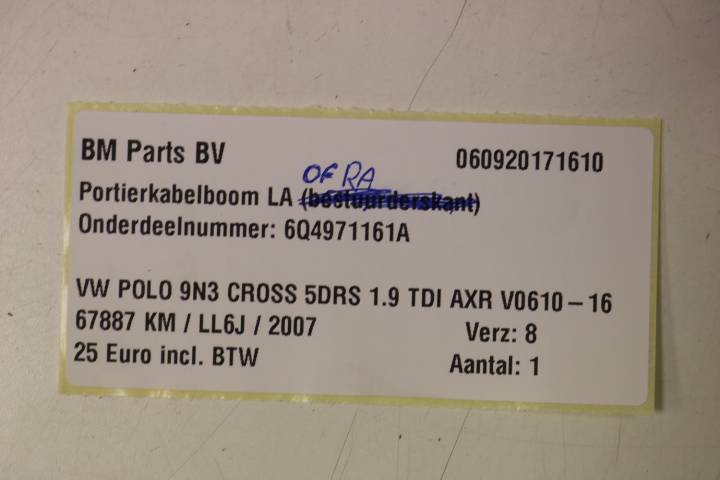 BM Parts BV 060920171610
OF RA
Portierkabelboom LA (bestuurderskant)
Onderdeelnummer: 6Q4971161A
VW POLO 9N3 CROSS 5DRS 1.9 TDI AXR V0610-16
67887 KM / LL6J / 2007 Verz: 8
25 Euro incl. BTW Aantal: 1